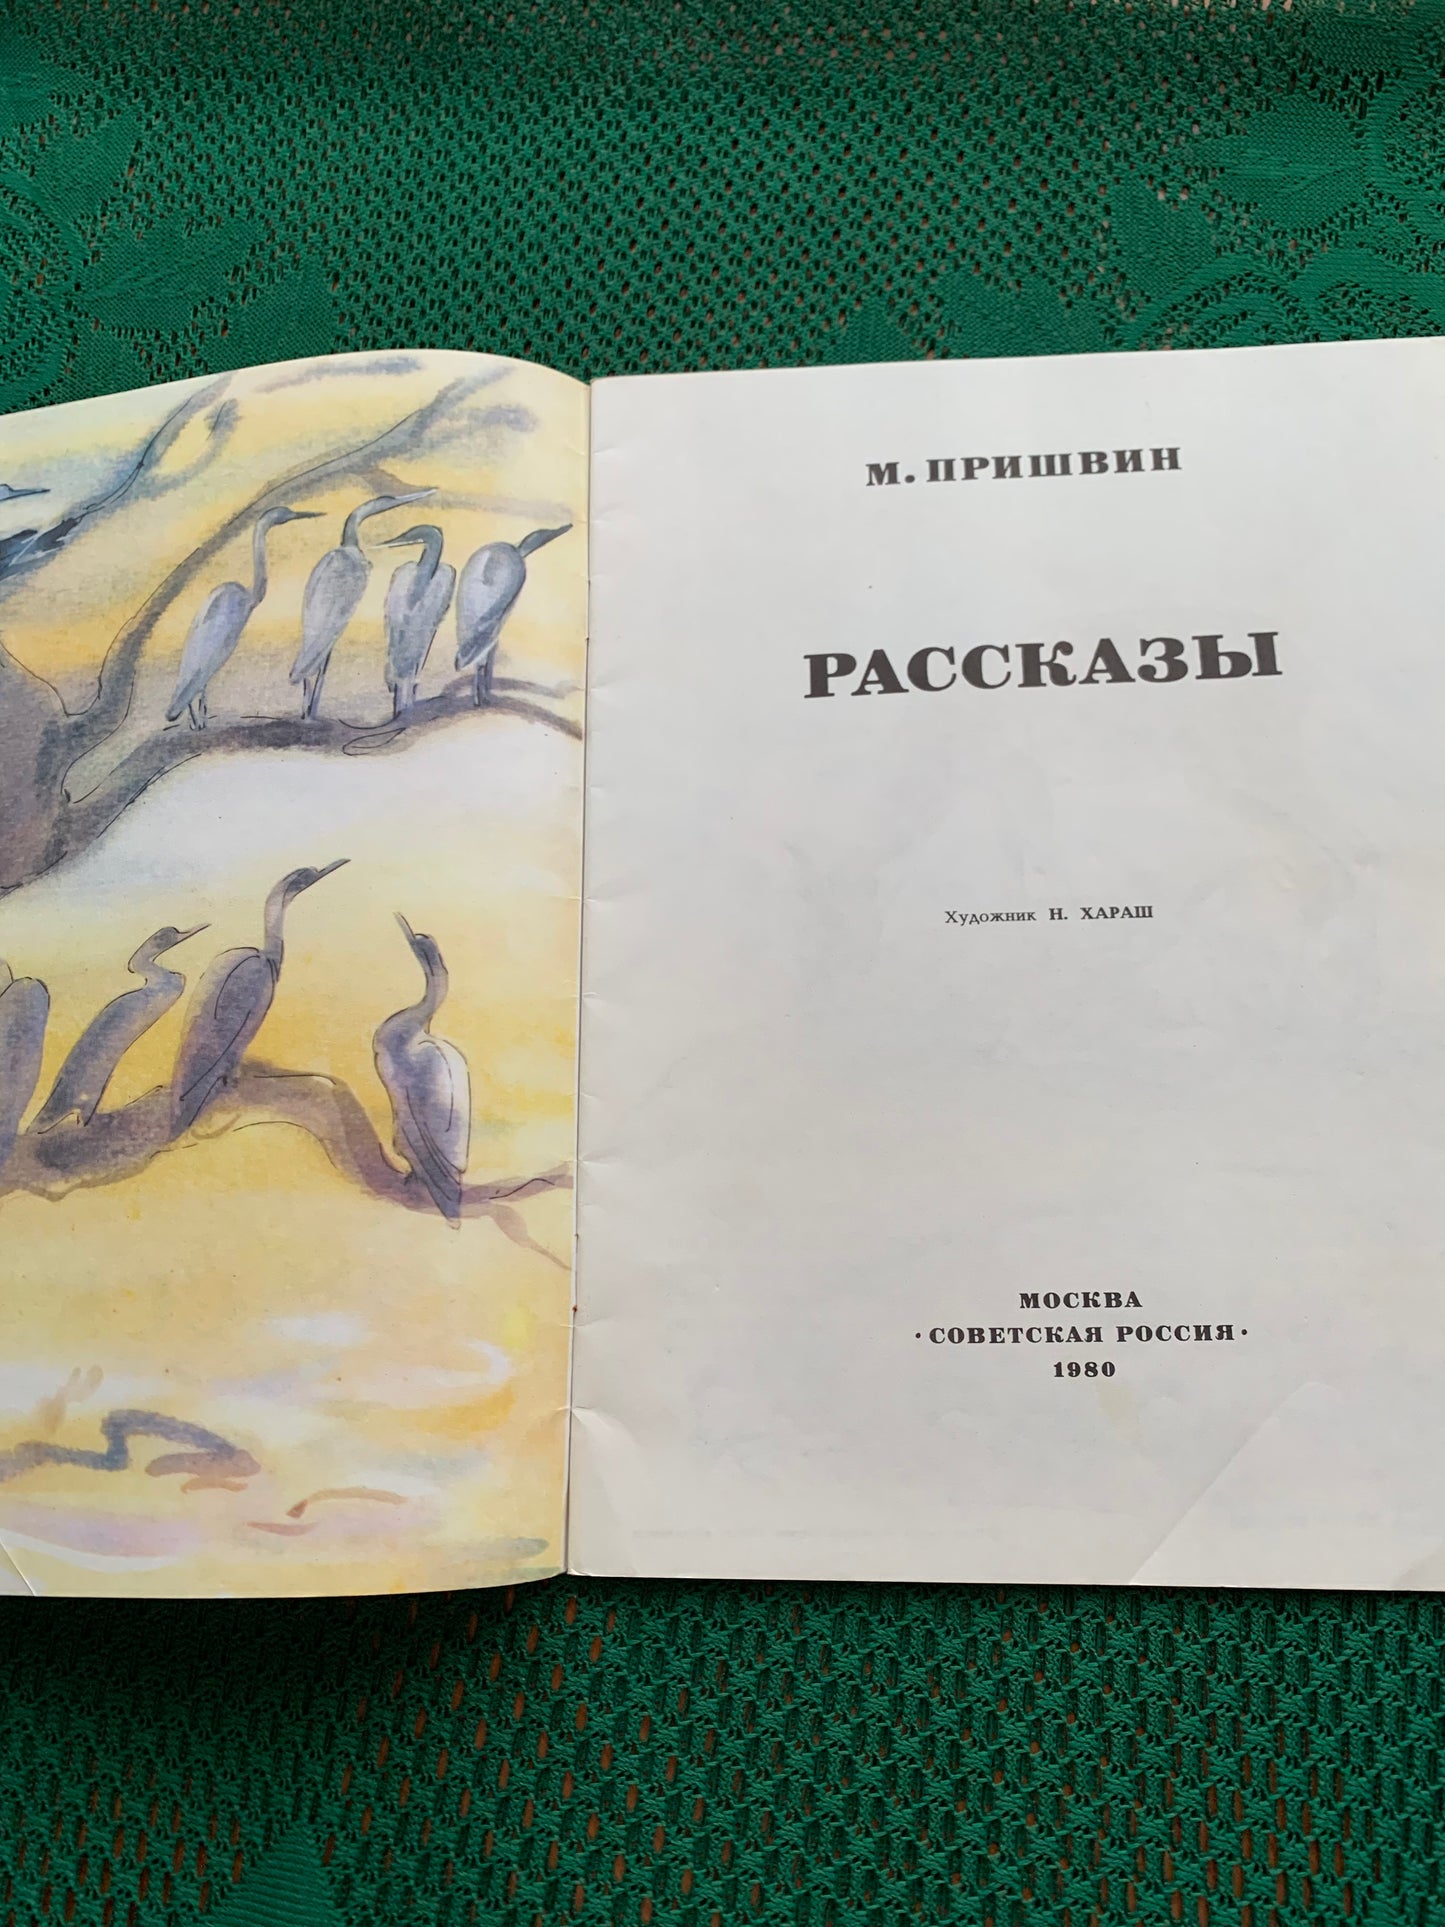 М. ПРИШВИН
РАССКАЗЫ
Художник Н. ХАРАШ
МОСКВА
• СОВЕТСКАЯ РОССИЯ •
1980